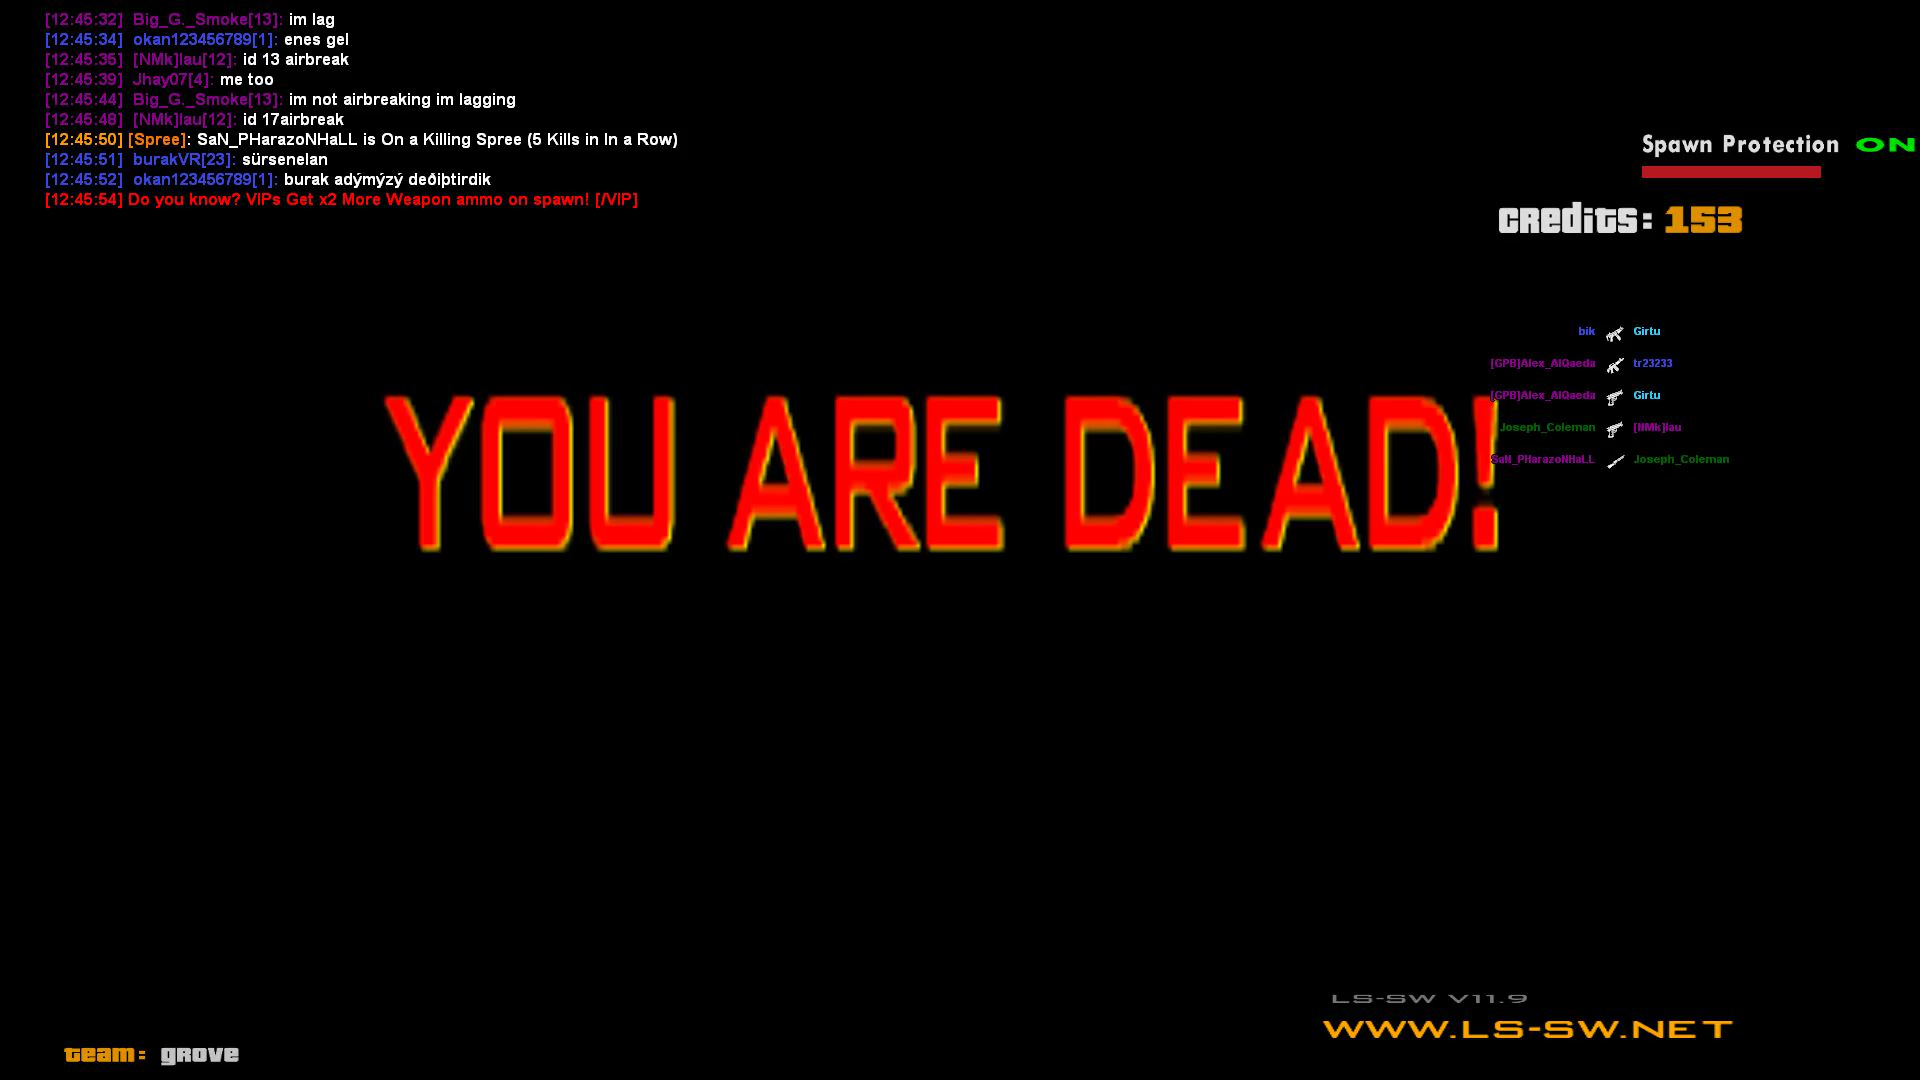 [12:45:32] Big_G._Smoke[13]: im lag
[12:45:34] okan123456789[1]: enes gel
[12:45:35] [NMk]lau[12]: id 13 airbreak
[12:45:39] Jhay07[4]: me too
[12:45:44] Big_G._Smoke[13]: im not airbreaking im lagging
[12:45:48] [NMk]lau[12]: id 17airbreak
[12:45:50] [Spree]: SaN_PHarazoNHaLL is On a Killing Spree (5 Kills in In a Row)
[12:45:51] burakVR[23]: sürsenelan
[12:45:52] okan123456789[1]: burak adýmýzý deðiþtirdik
[12:45:54] Do you know? VIPs Get x2 More Weapon ammo on spawn! [/VIP]
Spawn Protection ON
credits: 153
bik Girtu
[GPB]Alex_AlQaeda tr23233
[GPB]Alex_AlQaeda Girtu
Joseph_Coleman [NMk]lau
SaN_PHarazoNHaLL Joseph_Coleman
YOU ARE DEAD!
LS-SW V11.9
WWW.LS-SW.NET
team: grove